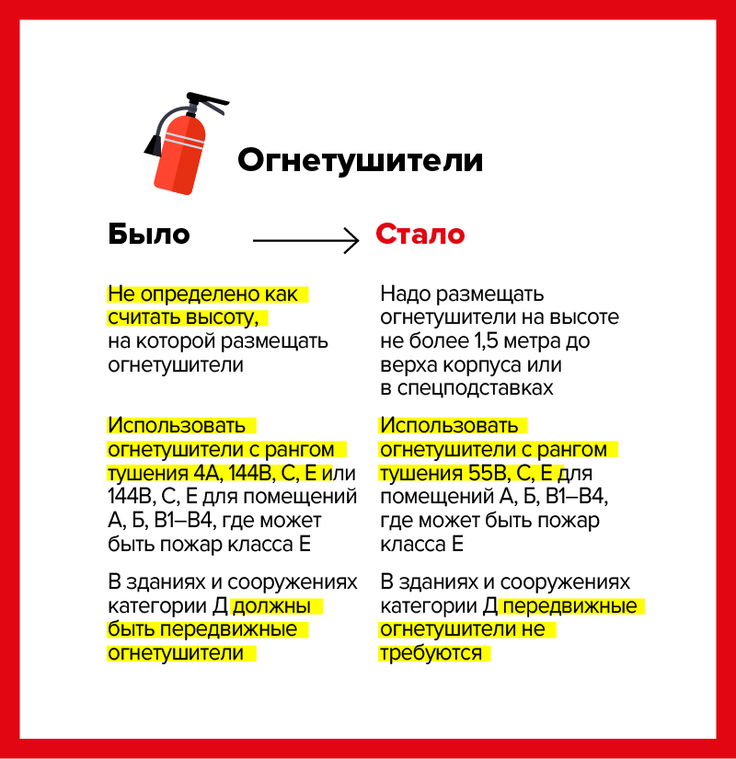 Огнетушители
Было
Стало
Не определено как
считать высоту,
на которой размещать
огнетушители
Надо размещать
огнетушители на высоте
не более 1,5 метра до
верха корпуса или
в спецподставках
Использовать
огнетушители с рангом
тушения 4А, 144В, С, Е или
144В, С, Е для помещений
А, Б, В1–В4, где может
быть пожар класса Е
Использовать
огнетушители с рангом
тушения 55В, С, Е для
помещений А, Б, В1–В4,
где может быть пожар
класса Е
В зданиях и сооружениях
категории Д должны
быть передвижные
огнетушители
В зданиях и сооружениях
категории Д передвижные
огнетушители не
требуются